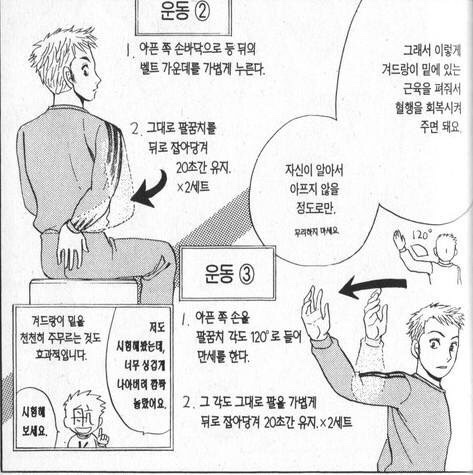 운동 ②
1. 아픈 쪽 손바닥으로 등 뒤의
벨트 가운데를 가볍게 누른다.
2. 그대로 팔꿈치를
뒤로 잡아당겨
20초간 유지.
×2세트
그래서 이렇게
겨드랑이 밑에 있는
근육을 펴줘서
혈행을 회복시켜
주면 돼요.
자신이 알아서
아프지 않을
정도로만.
무리하지 마세요
120°
운동 ③
1. 아픈 쪽 손을
팔꿈치 각도 120°로 들어
만세를 한다.
2. 그 각도 그대로 팔을 가볍게
뒤로 잡아당겨 20초간 유지.×2세트
겨드랑이 밑을
천천히 주무르는 것도
효과적입니다.
저도
시험해봤는데,
너무 싱겁게
나아버려 깜짝
놀랐어요.
시험해
보세요.
航
K